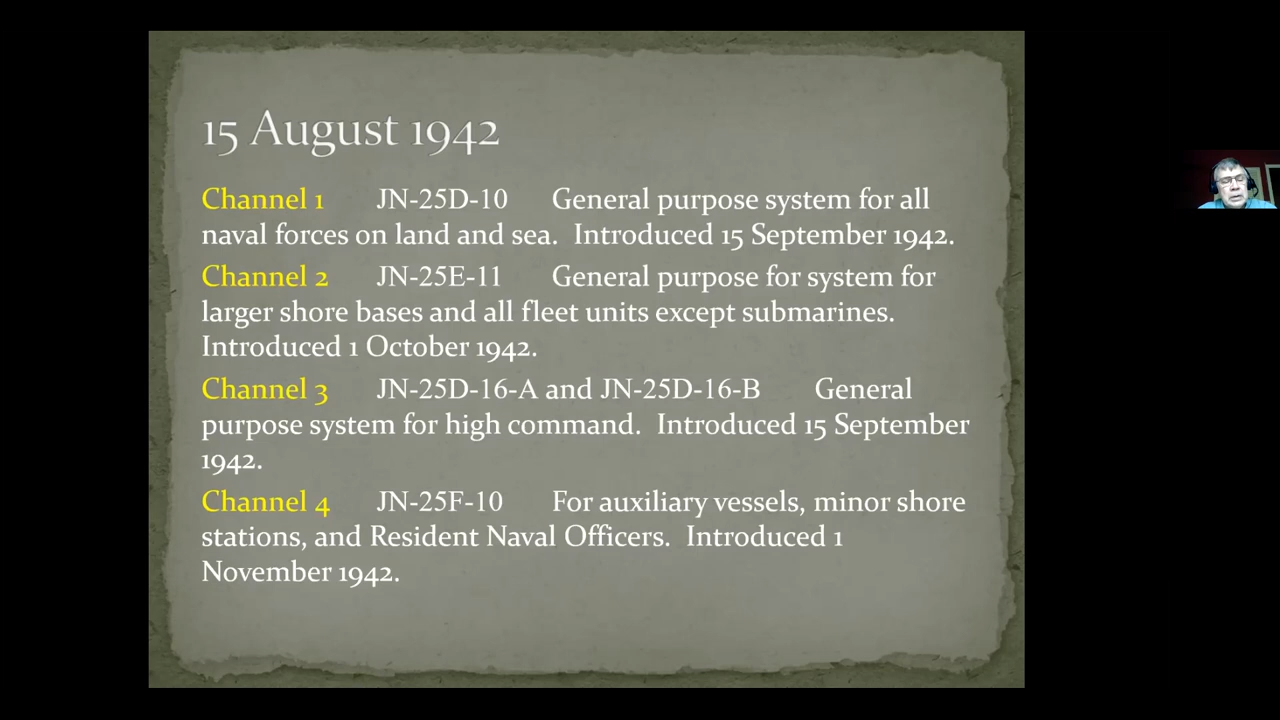 15 August 1942
Channel 1 JN-25D-10 General purpose system for all
naval forces on land and sea. Introduced 15 September 1942.
Channel 2 JN-25E-11 General purpose for system for
larger shore bases and all fleet units except submarines.
Introduced 1 October 1942.
Channel 3 JN-25D-16-A and JN-25D-16-B General
purpose system for high command. Introduced 15 September
1942.
Channel 4 JN-25F-10 For auxiliary vessels, minor shore
stations, and Resident Naval Officers. Introduced 1
November 1942.